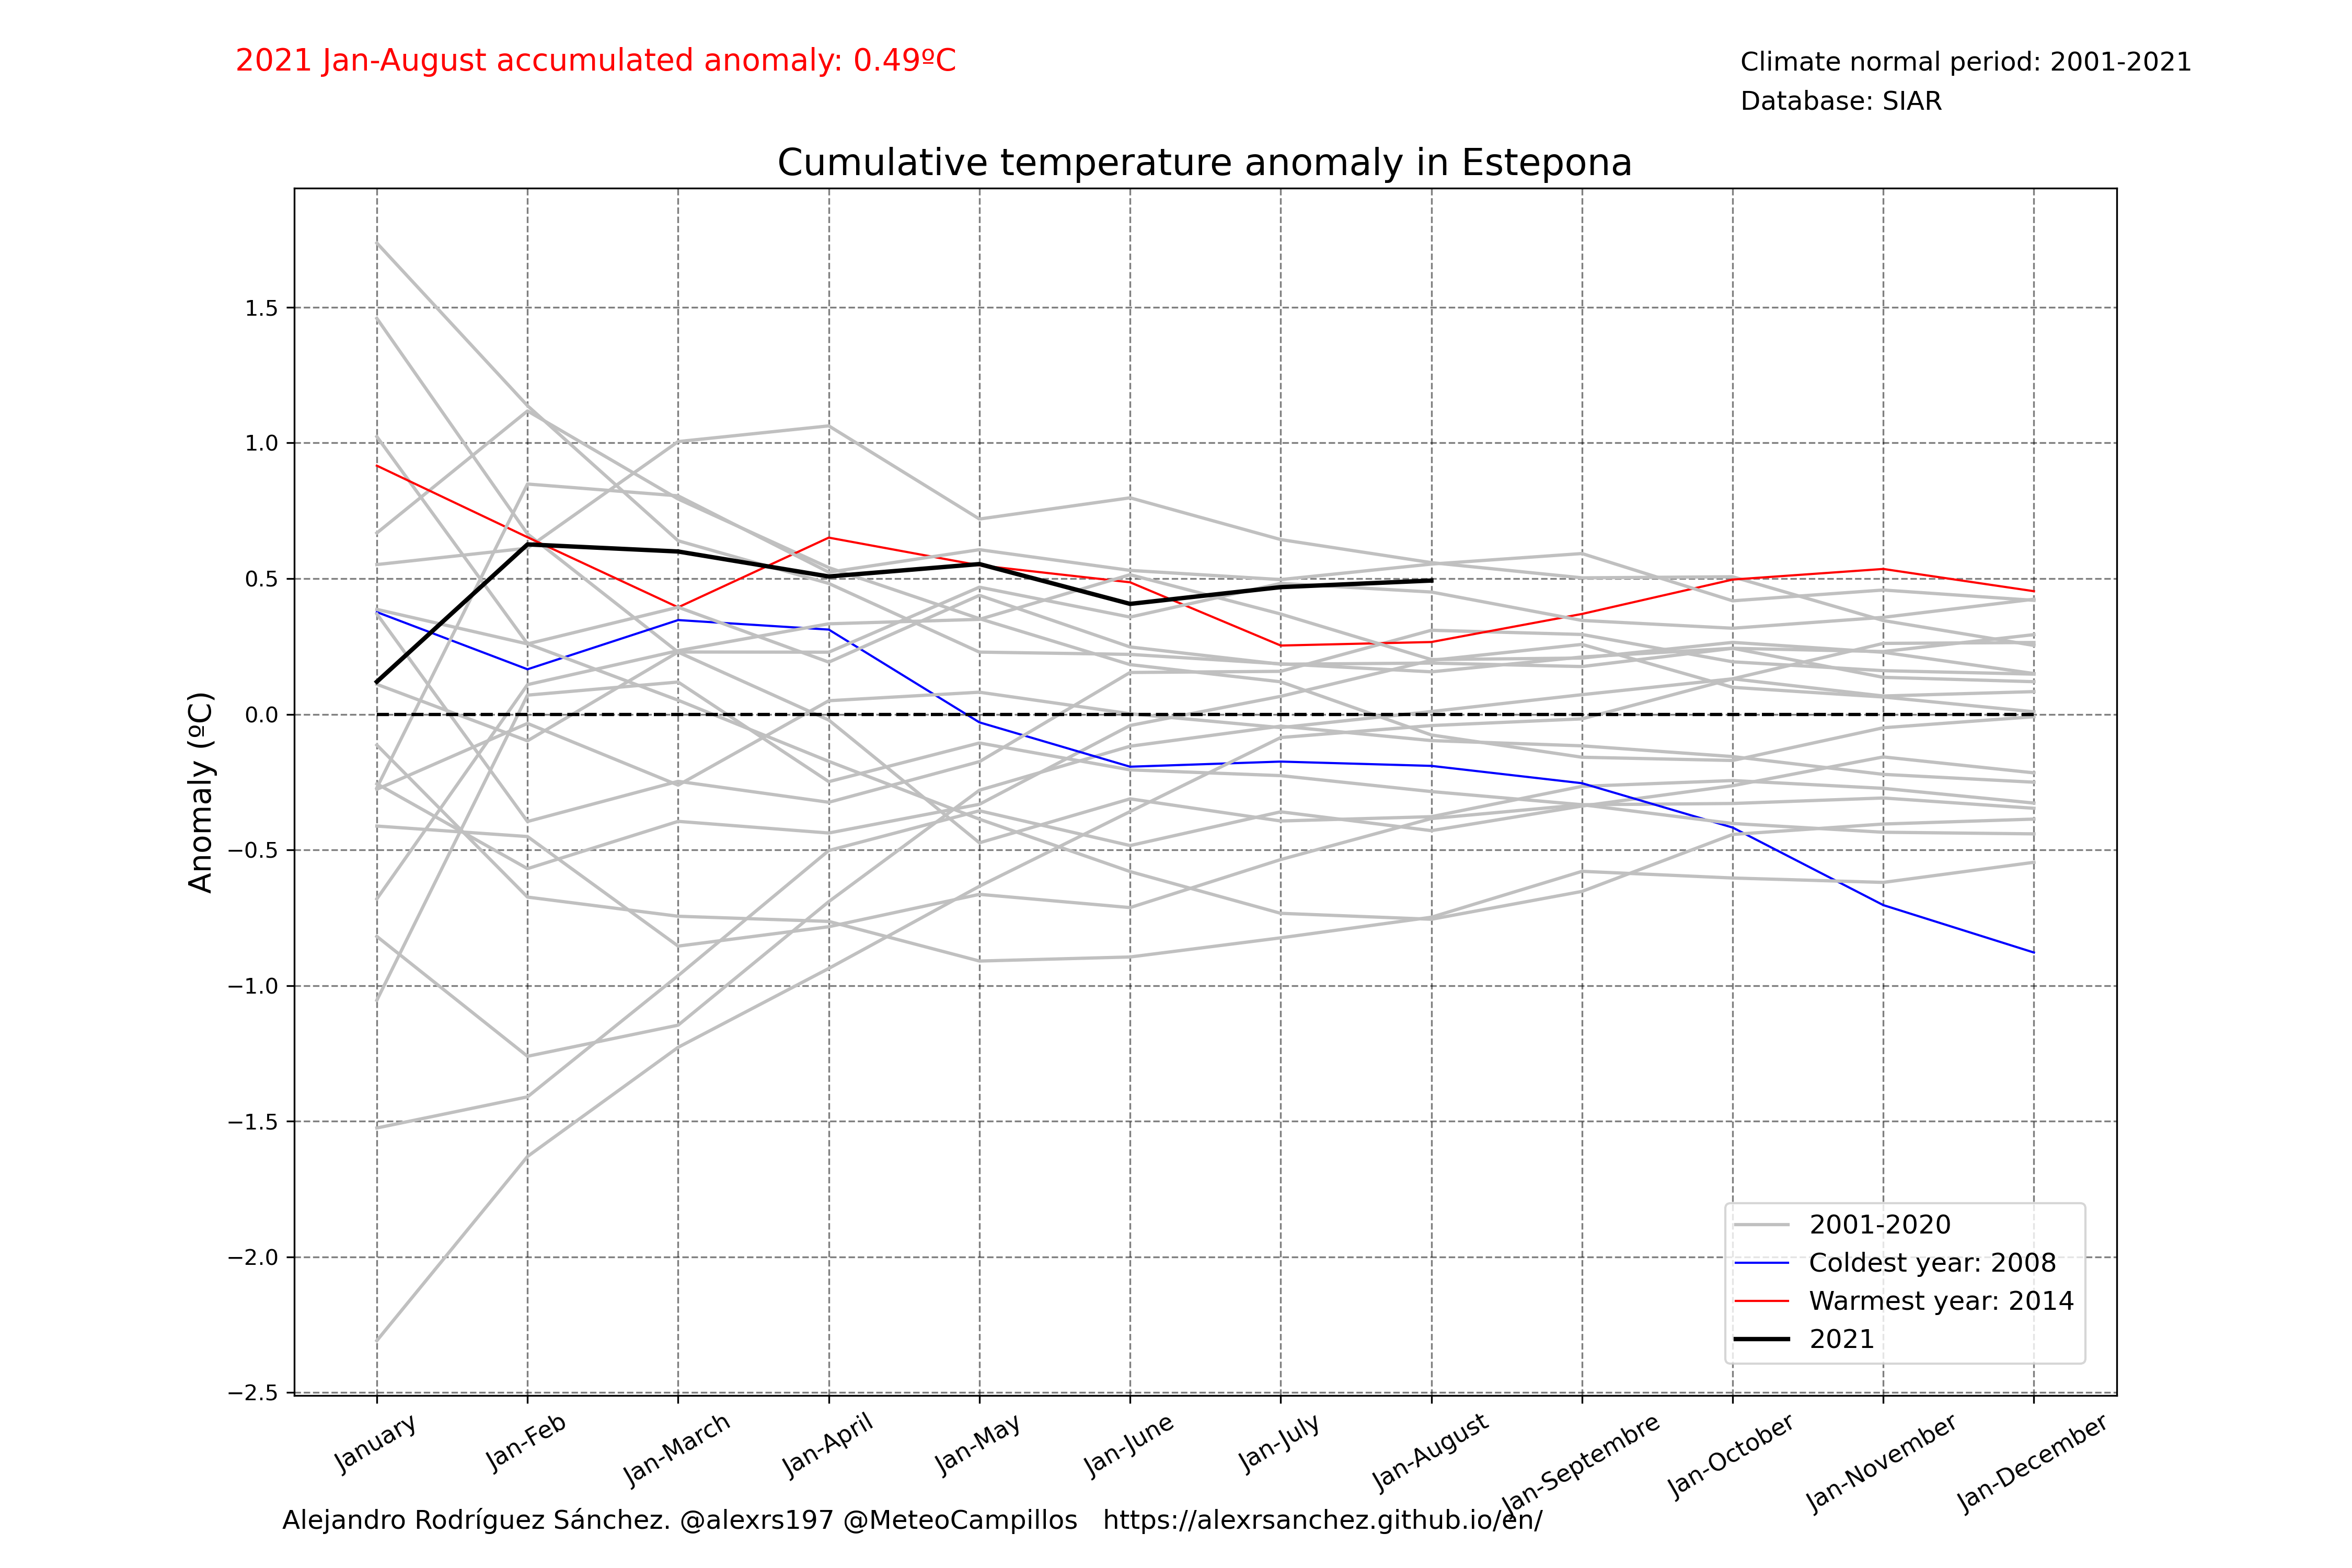 2021 Jan-August accumulated anomaly: 0.49ºC
Climate normal period: 2001-2021
Database: SIAR
Cumulative temperature anomaly in Estepona
Anomaly (ºC)
1.5
1.0
0.5
0.0
−0.5
−1.0
−1.5
−2.0
−2.5
2001-2020
Coldest year: 2008
Warmest year: 2014
2021
January
Jan-Feb
Jan-March
Jan-April
Jan-May
Jan-June
Jan-July
Jan-August
Jan-Septembre
Jan-October
Jan-November
Jan-December
Alejandro Rodríguez Sánchez. @alexrs197 @MeteoCampillos https://alexrsanchez.github.io/en/